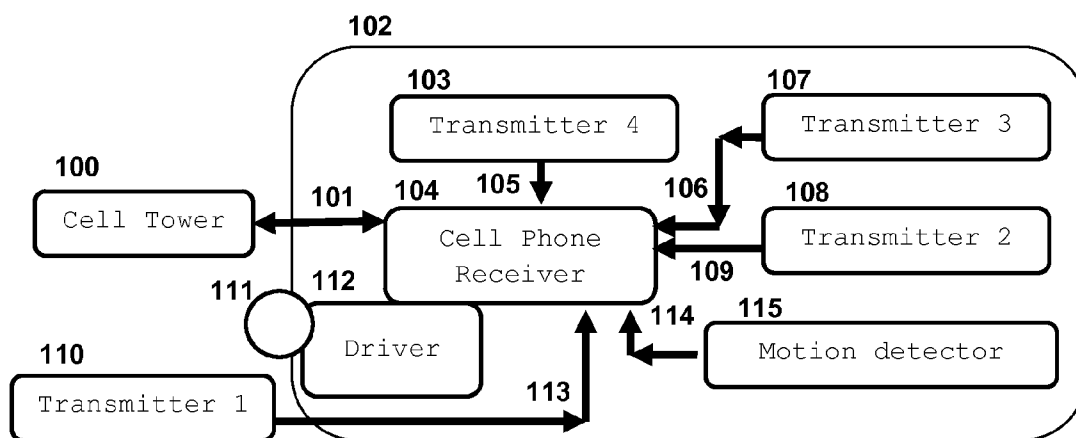 102
103
Transmitter 4
107
Transmitter 3
100
Cell Tower
101
105
104
106
Cell Phone
Receiver
108
Transmitter 2
109
111
112
Driver
114
115
Motion detector
110
Transmitter 1
113